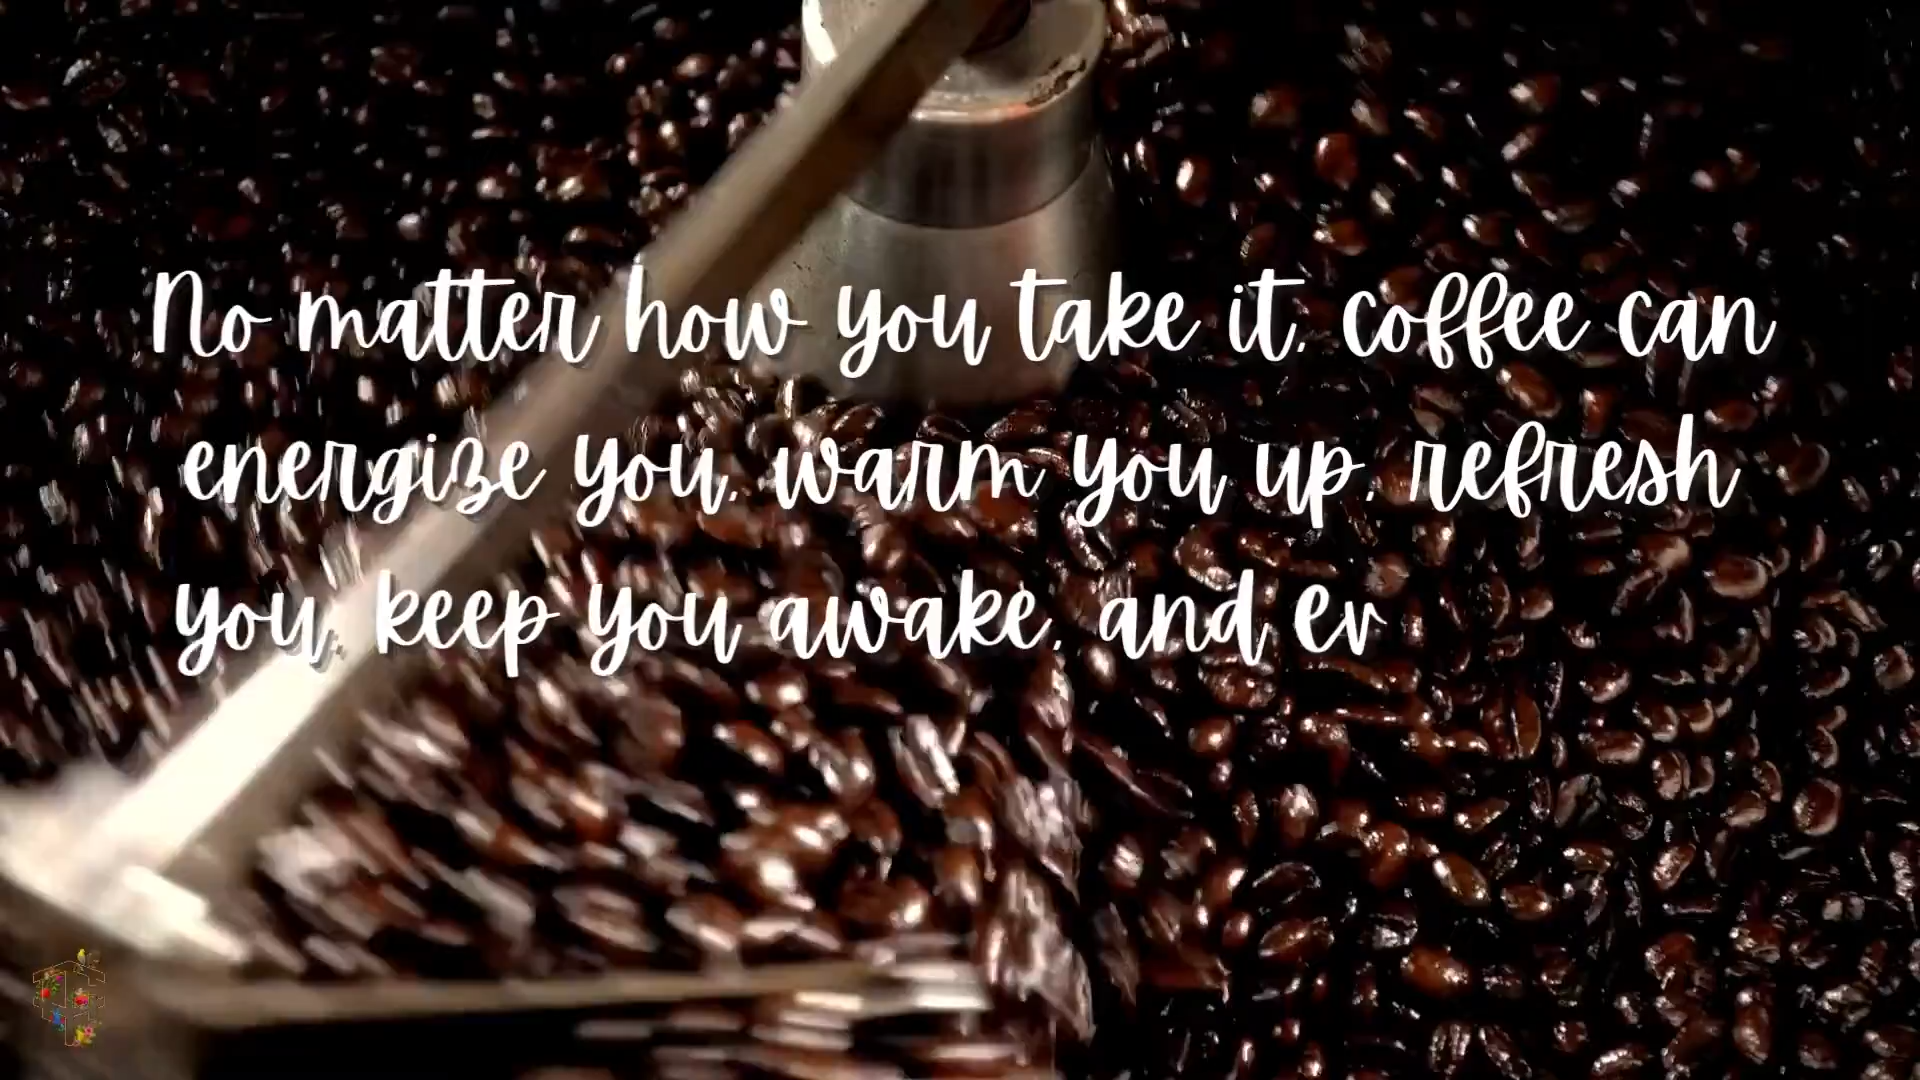 No matter how you take it, coffee can
energize you, warm you up, refresh
you, keep you awake, and ev